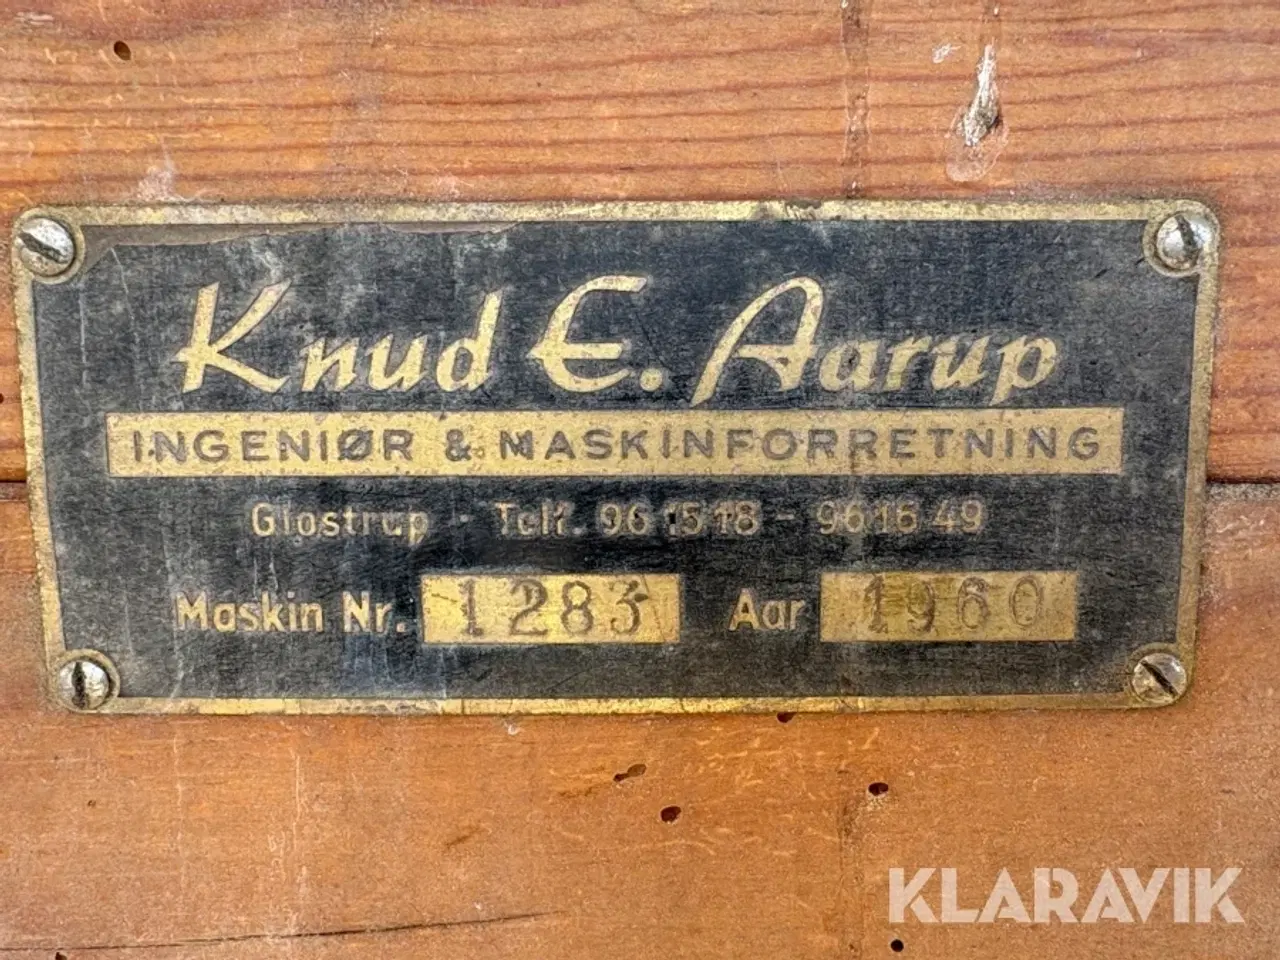 Knud E. Aarup
INGENIØR & MASKINFORRETNING
Glostrup - Telf. 96 15 18 - 96 16 49
Maskin Nr. 1283 Aar 1960
KLARAVIK